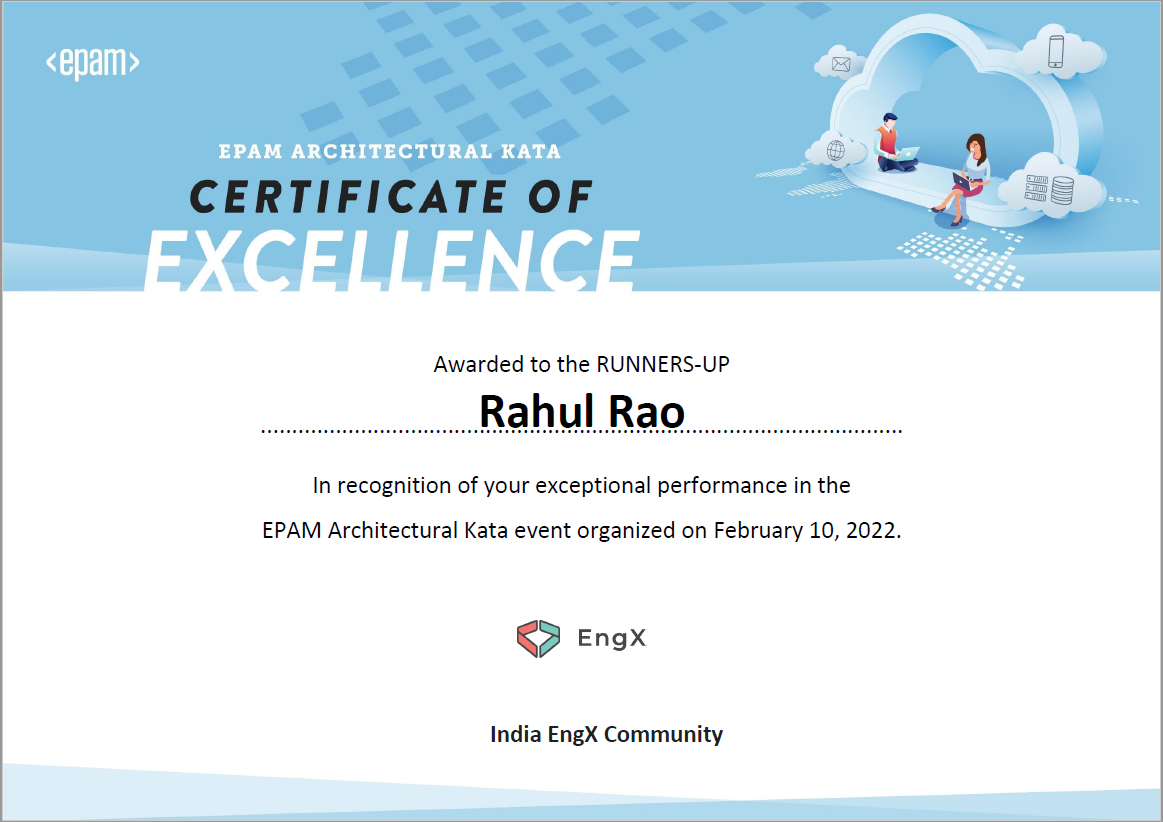 <epam>
EPAM ARCHITECTURAL KATA
CERTIFICATE OF
EXCELLENCE
Awarded to the RUNNERS-UP
Rahul Rao
In recognition of your exceptional performance in the
EPAM Architectural Kata event organized on February 10, 2022.
EngX
India EngX Community